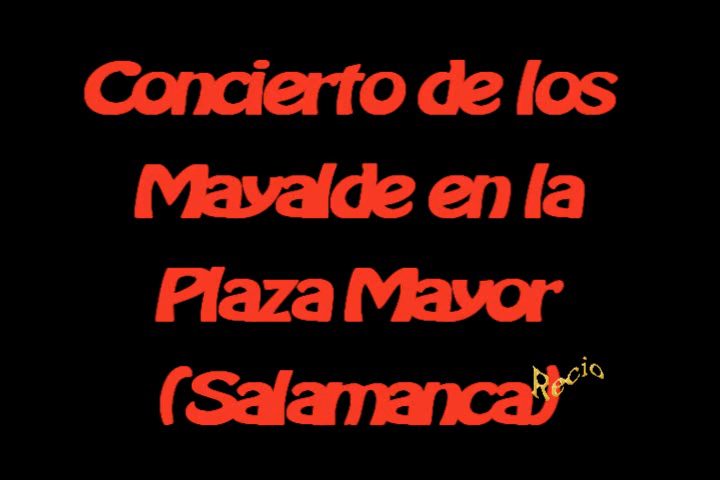 Concierto de los
Mayalde en la
Plaza Mayor
(Salamanca)
Recio